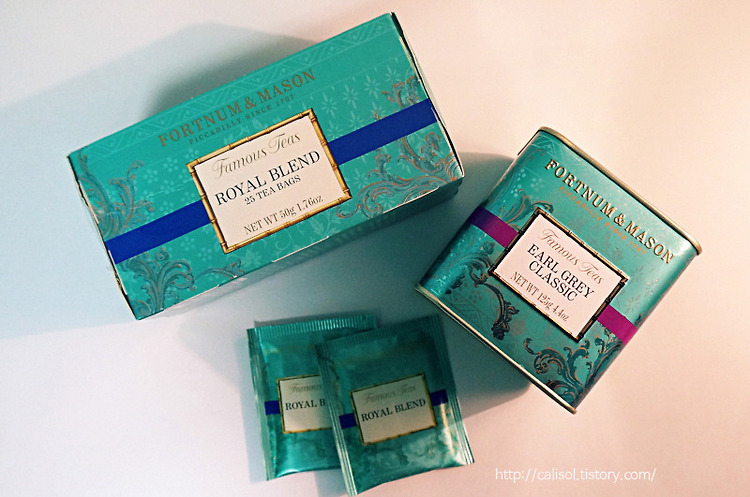 FORTNUM & MASON
PICCADILLY SINCE 1707
Famous Teas
ROYAL BLEND
25 TEA BAGS
NET WT 50g 1.76oz
FORTNUM & MASON
Famous Teas
EARL GREY
CLASSIC
NET WT 125g 4.4oz
Famous Teas
ROYAL B
Famous Teas
ROYAL BLEND
http://calisol.tistory.com/